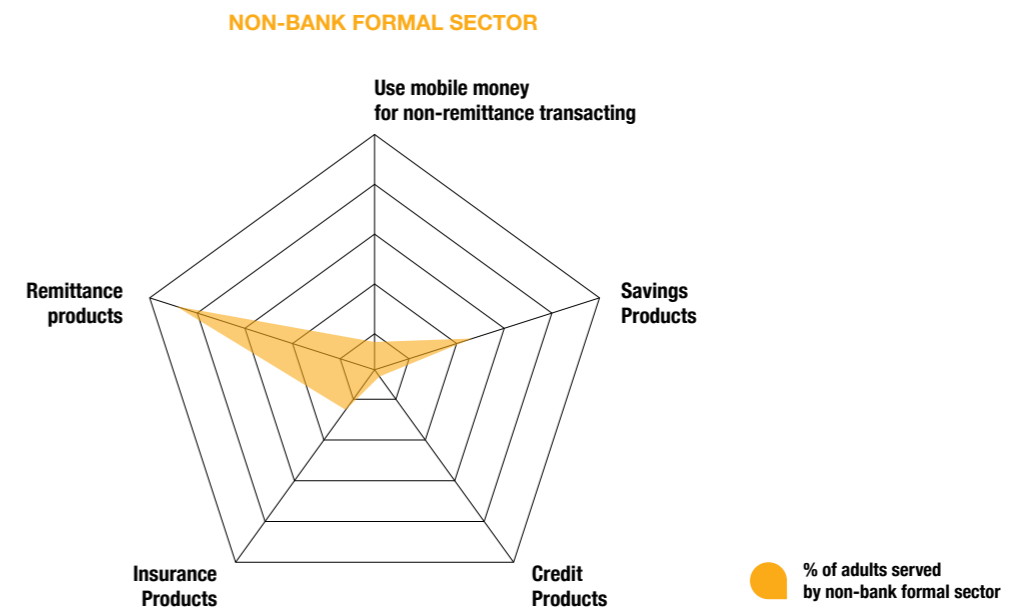 NON-BANK FORMAL SECTOR
Use mobile money
for non-remittance transacting
Remittance
products
Savings
Products
Insurance
Products
Credit
Products
% of adults served
by non-bank formal sector